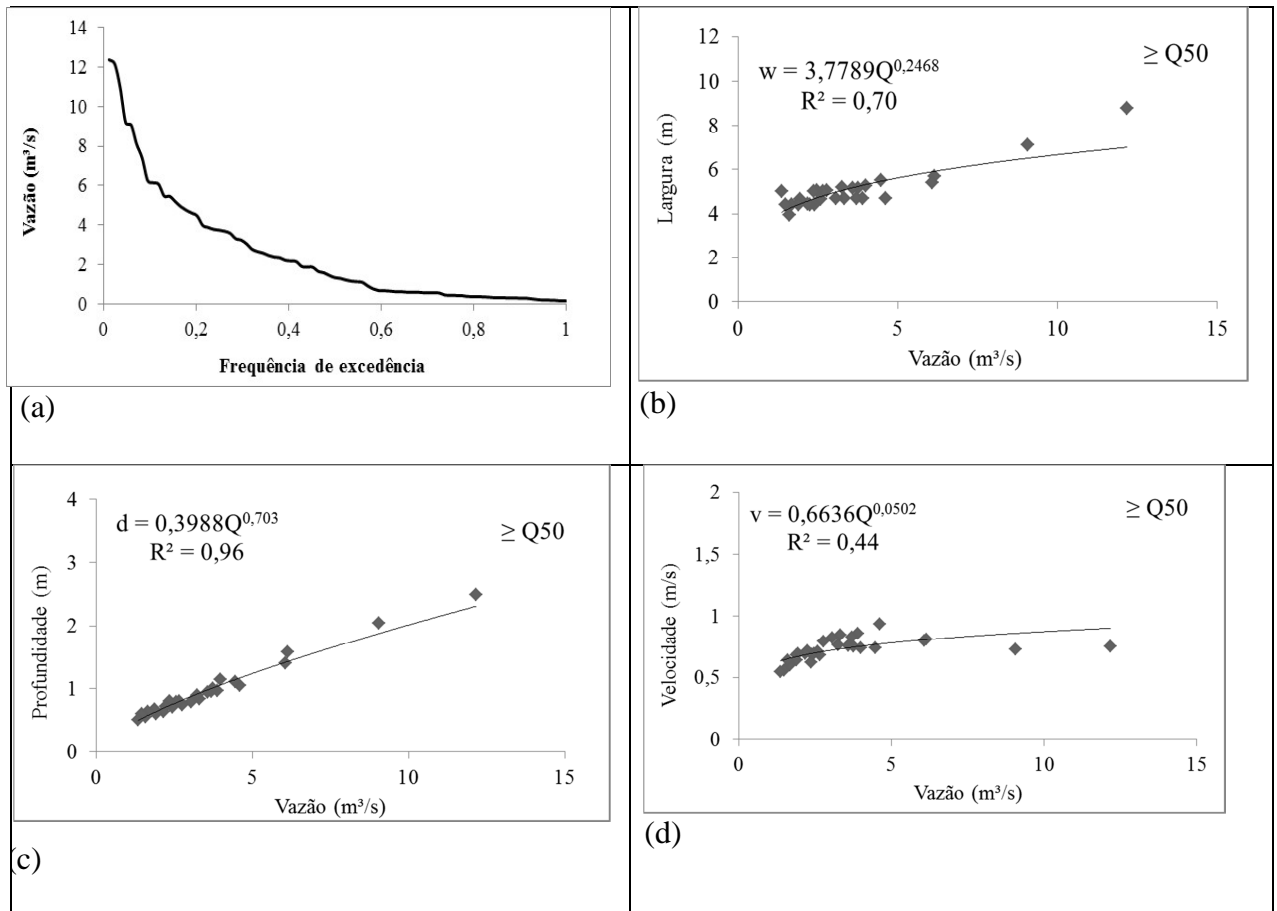 14
12
10
8
6
4
2
0
Vazão (m³/s)
0 0,2 0,4 0,6 0,8 1
Frequência de excedência
(a)
12
10
8
6
4
2
0
Largura (m)
w = 3,7789Q^0,2468
R² = 0,70
≥ Q50
0 5 10 15
Vazão (m³/s)
(b)
4
3
2
1
0
Profundidade (m)
d = 0,3988Q^0,703
R² = 0,96
≥ Q50
0 5 10 15
Vazão (m³/s)
(c)
2
1,5
1
0,5
0
Velocidade (m/s)
v = 0,6636Q^0,0502
R² = 0,44
≥ Q50
0 5 10 15
Vazão (m³/s)
(d)